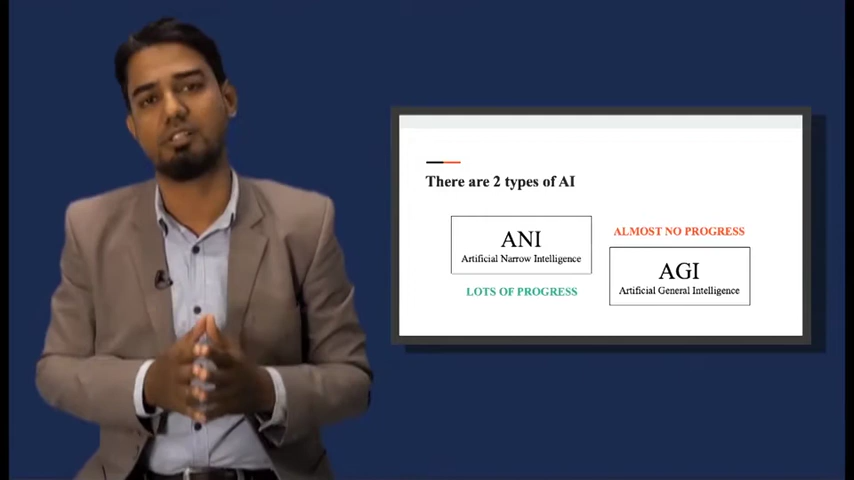 There are 2 types of AI
ANI
Artificial Narrow Intelligence
LOTS OF PROGRESS
ALMOST NO PROGRESS
AGI
Artificial General Intelligence